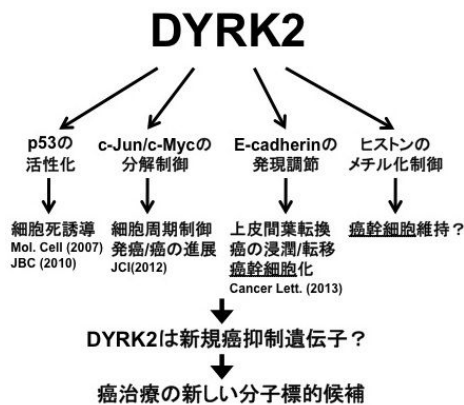 DYRK2
p53の
活性化
c-Jun/c-Mycの
分解制御
E-cadherinの
発現調節
ヒストンの
メチル化制御
細胞死誘導
Mol. Cell (2007)
JBC (2010)
細胞周期制御
発癌/癌の進展
JCI(2012)
上皮間葉転換
癌の浸潤/転移
癌幹細胞化
Cancer Lett. (2013)
癌幹細胞維持？
DYRK2は新規癌抑制遺伝子？
癌治療の新しい分子標的候補